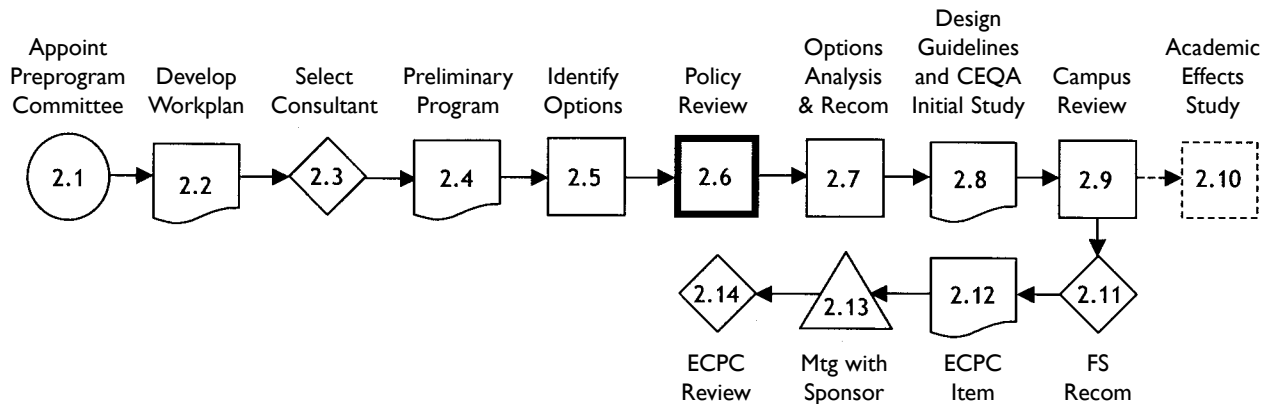 Appoint
Preprogram
Committee
Develop
Workplan
Select
Consultant
Preliminary
Program
Identify
Options
Policy
Review
Options
Analysis
& Recom
Design
Guidelines
and CEQA
Initial Study
Campus
Review
Academic
Effects
Study
2.1
2.2
2.3
2.4
2.5
2.6
2.7
2.8
2.9
2.10
2.14
2.13
2.12
2.11
ECPC
Review
Mtg with
Sponsor
ECPC
Item
FS
Recom